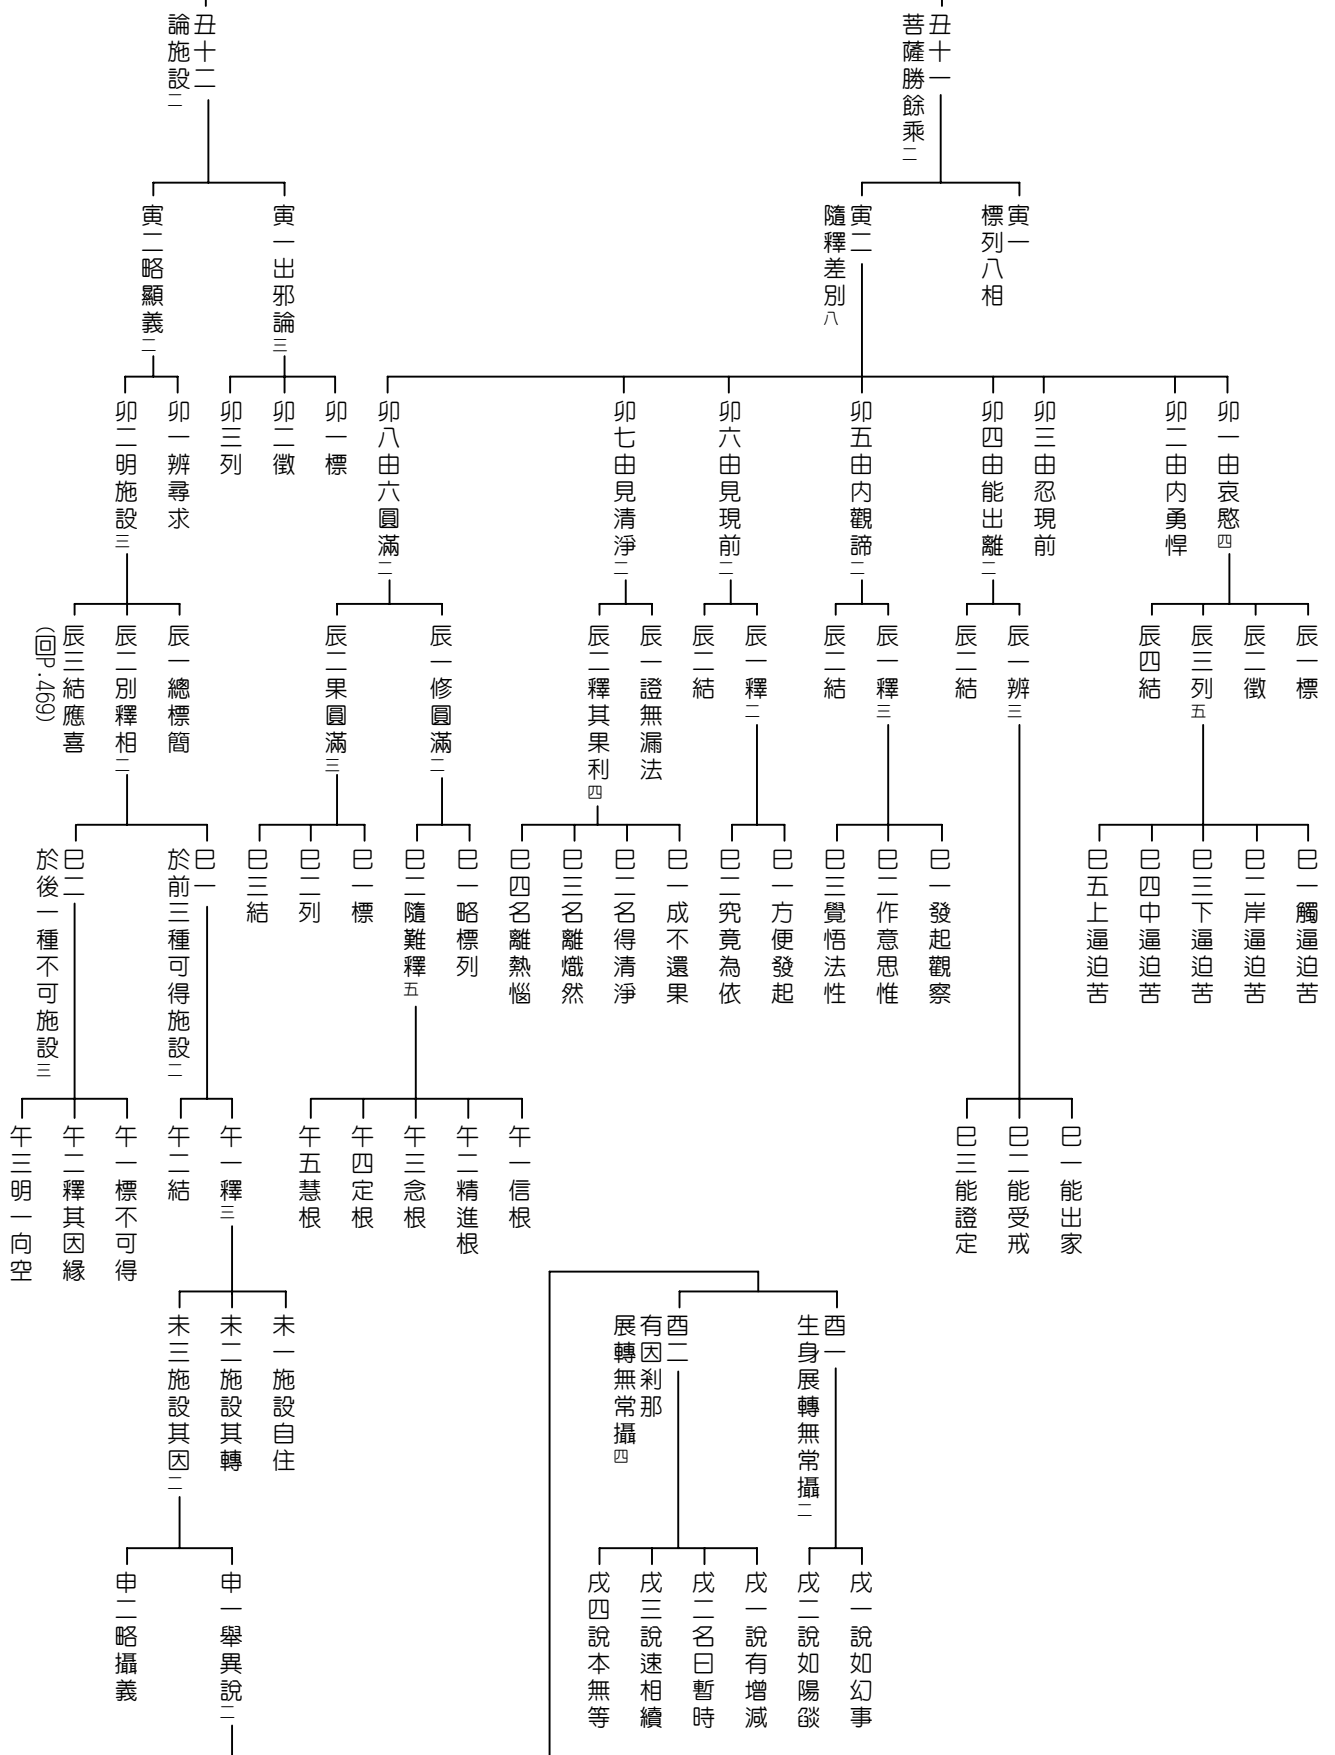 丑十一
菩薩勝餘乘二
寅一
標列八相
寅二
隨釋差別八
卯一由哀愍四
辰一標
辰二徵
辰三列五
巳一觸逼迫苦
巳二岸逼迫苦
巳三下逼迫苦
巳四中逼迫苦
巳五上逼迫苦
辰四結
卯二由內勇悍
卯三由忍現前
卯四由能出離二
辰一辨三
巳一能出家
巳二能受戒
巳三能證定
辰二結
卯五由內觀諦二
辰一釋三
巳一發起觀察
巳二作意思惟
巳三覺悟法性
辰二結
卯六由見現前二
辰一釋二
巳一方便發起
巳二究竟為依
辰二結
卯七由見清淨二
辰一證無漏法
辰二釋其果利四
巳一成不還果
巳二名得清淨
巳三名離熾然
巳四名離熱惱
卯八由六圓滿二
辰一修圓滿二
巳一略標列
巳二隨難釋五
午一信根
午二精進根
午三念根
午四定根
午五慧根
辰二果圓滿三
巳一標
巳二列
巳三結
丑十二
論施設二
寅一出邪論三
卯一標
卯二徵
卯三列
寅二略顯義二
卯一辨尋求
卯二明施設三
辰一總標簡
辰二別釋相二
巳一
於前三種可得施設二
午一釋三
未一施設自住
未二施設其轉
未三施設其因二
申一舉異說二
酉一
生身展轉無常攝二
戌一說如幻事
戌二說如陽燄
酉二
有因剎那
展轉無常攝四
戌一說有增減
戌二名曰暫時
戌三說速相續
戌四說本無等
申二略攝義
午二結
巳二
於後一種不可施設三
午一標不可得
午二釋其因緣
午三明一向空
辰三結應喜
(回P.469)